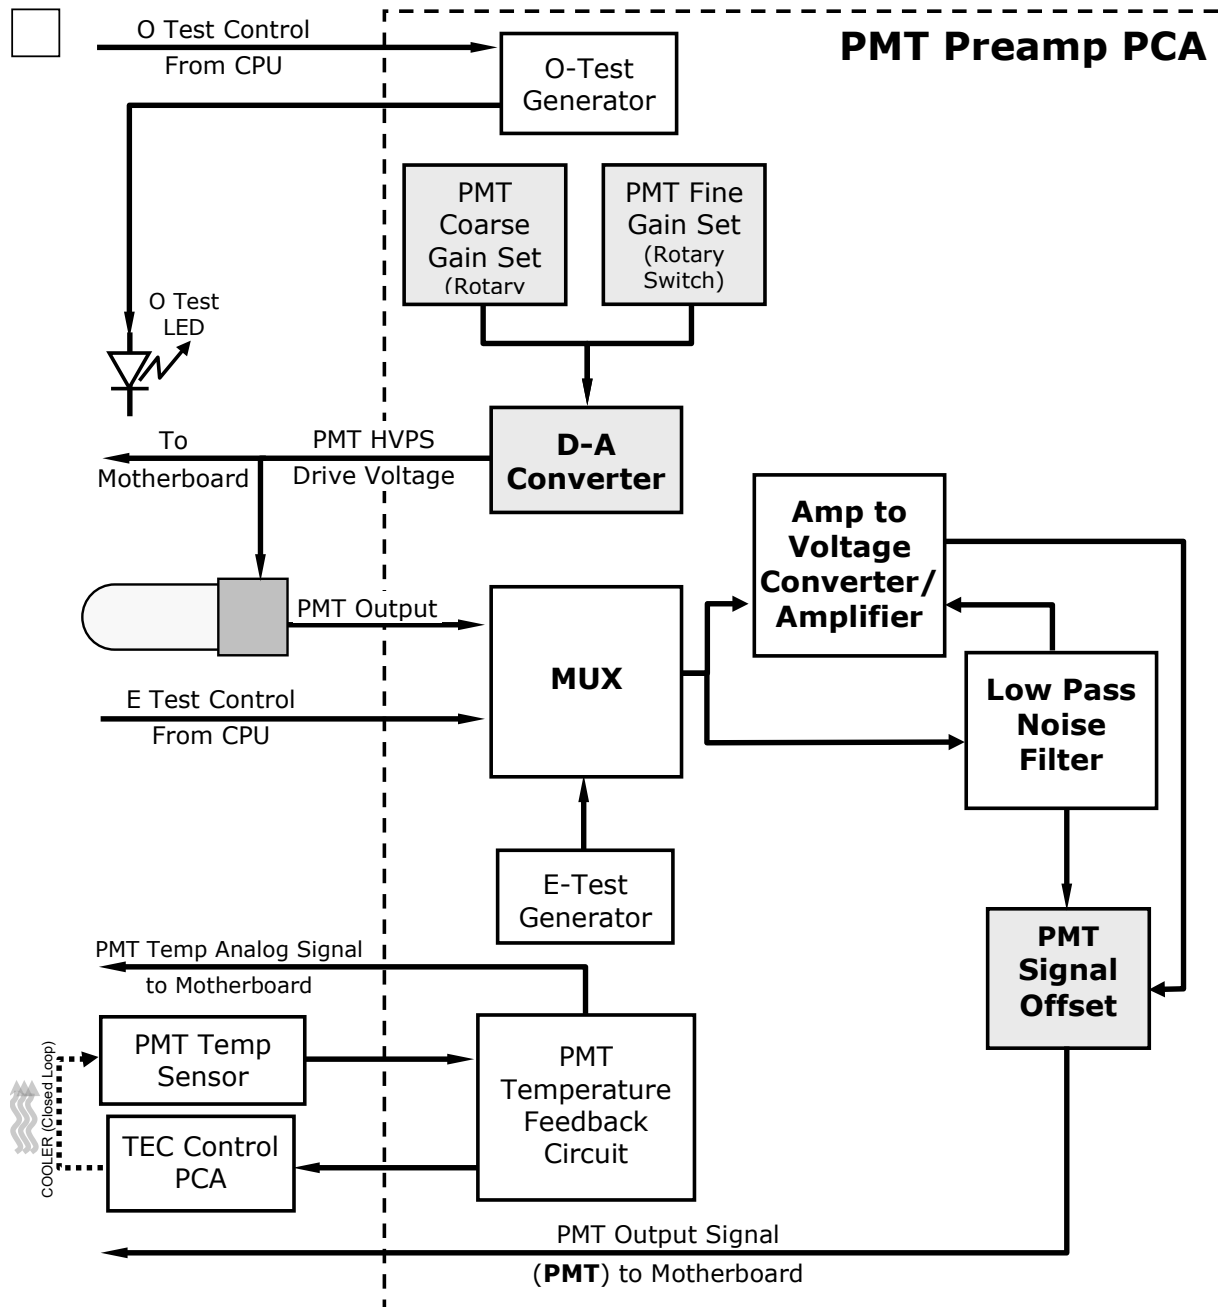 O Test Control
From CPU
PMT Preamp PCA
O-Test
Generator
PMT
Coarse
Gain Set
(Rotary
PMT Fine
Gain Set
(Rotary
Switch)
O Test
LED
To
Motherboard
PMT HVPS
Drive Voltage
D-A
Converter
Amp to
Voltage
Converter/
Amplifier
PMT Output
MUX
E Test Control
From CPU
Low Pass
Noise
Filter
E-Test
Generator
PMT Temp Analog Signal
to Motherboard
PMT
Signal
Offset
PMT Temp
Sensor
PMT
Temperature
Feedback
Circuit
COOLER (Closed Loop)
TEC Control
PCA
PMT Output Signal
(PMT) to Motherboard